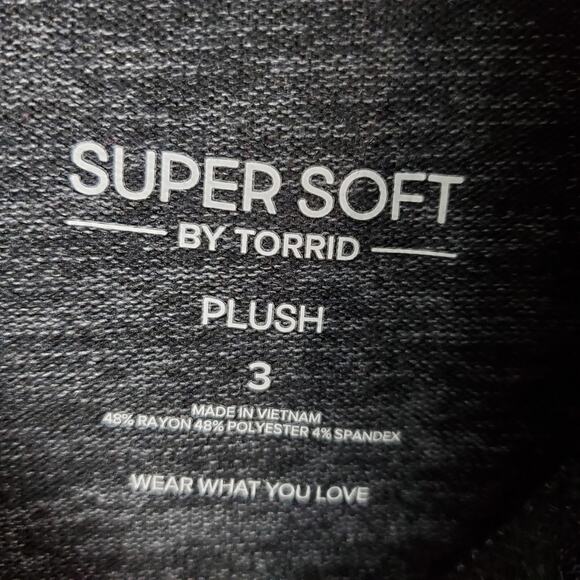 SUPER SOFT
BY TORRID
PLUSH
3
MADE IN VIETNAM
48% RAYON 48% POLYESTER 4% SPANDEX
WEAR WHAT YOU LOVE